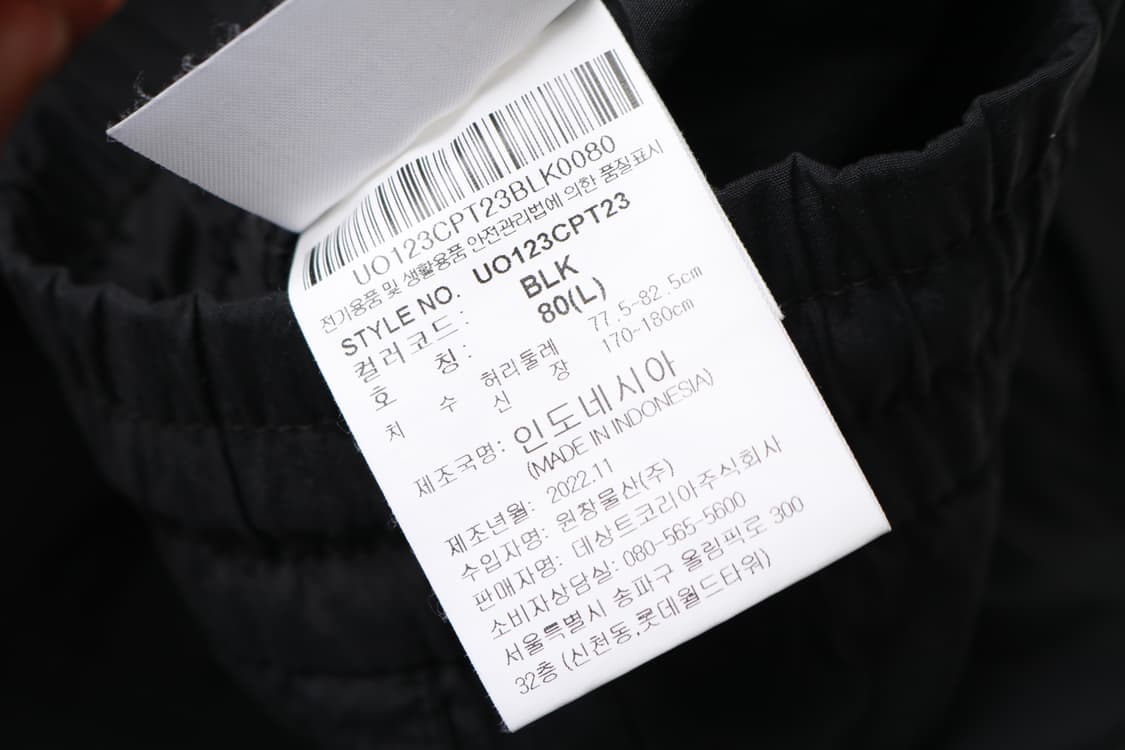 UO123CPT23BLK0080
전기용품 및 생활용품 안전관리법에 의한 품질표시
STYLE NO. UO123CPT23
컬러코드: BLK
호 칭: 80(L)
치 수 허리둘레 77.5~82.5cm
신 장 170~180cm
제조국명: 인도네시아
(MADE IN INDONESIA)
제조년월: 2022.11
수입자명: 원창물산(주)
판매자명: 데상트코리아주식회사
소비자상담실: 080-565-5600
서울특별시 송파구 올림픽로 300
32층 (신천동,롯데월드타워)